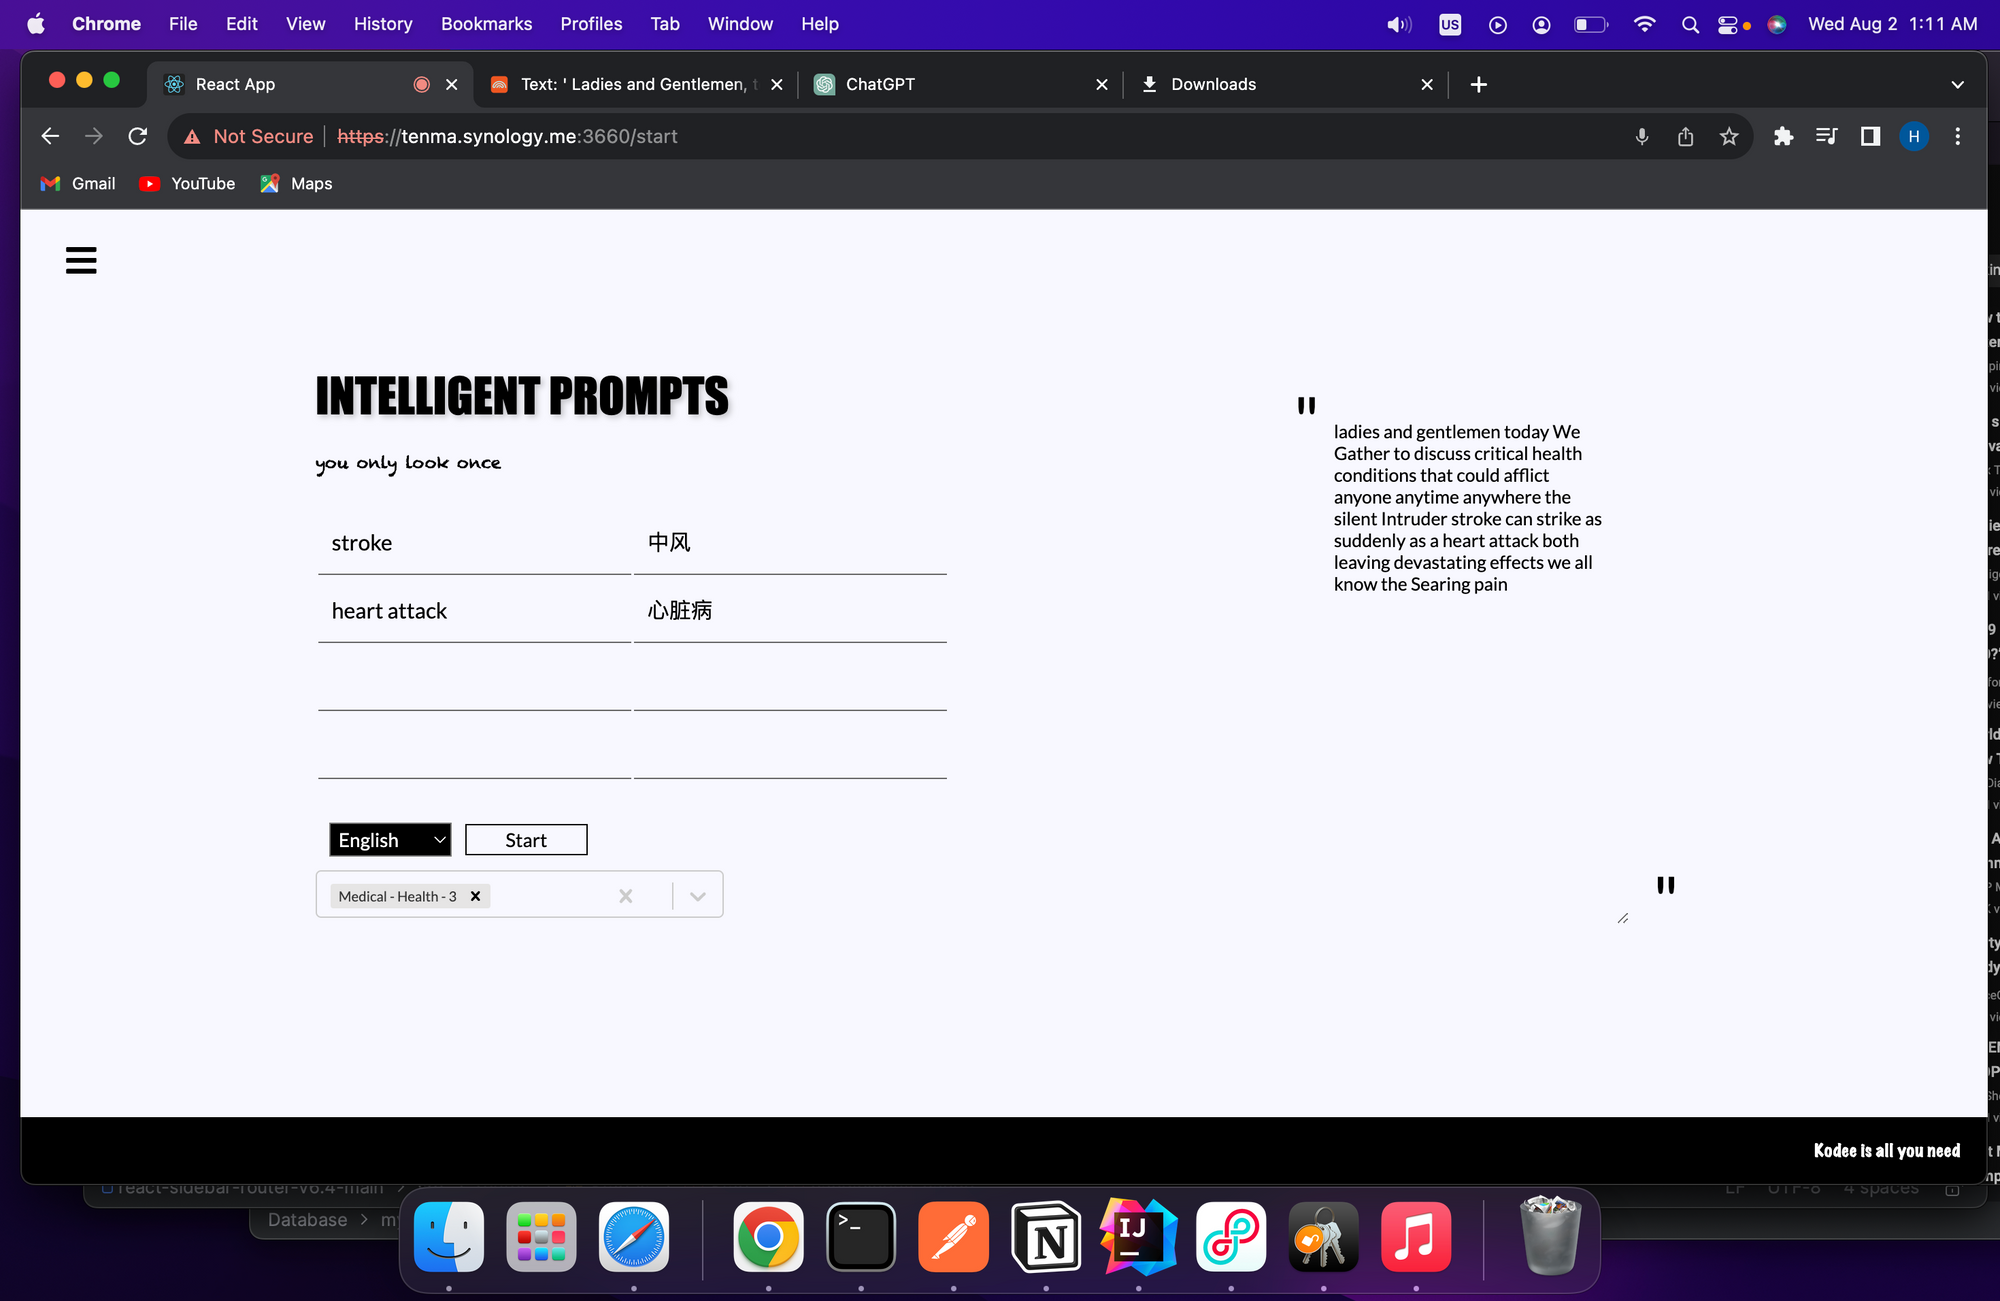 Chrome File Edit View History Bookmarks Profiles Tab Window Help US Wed Aug 2 1:11 AM
React App Text: ' Ladies and Gentlemen, ChatGPT Downloads
Not Secure https://tenma.synology.me:3660/start H
Gmail YouTube Maps
INTELLIGENT PROMPTS
you only look once
stroke 中风
heart attack 心脏病
English Start
Medical - Health - 3
"
ladies and gentlemen today We
Gather to discuss critical health
conditions that could afflict
anyone anytime anywhere the
silent Intruder stroke can strike as
suddenly as a heart attack both
leaving devastating effects we all
know the Searing pain
"
Kodee is all you need
react-sidebar-router-v6.4-main LF UTF-8 4 spaces
Database >
>_ N IJ